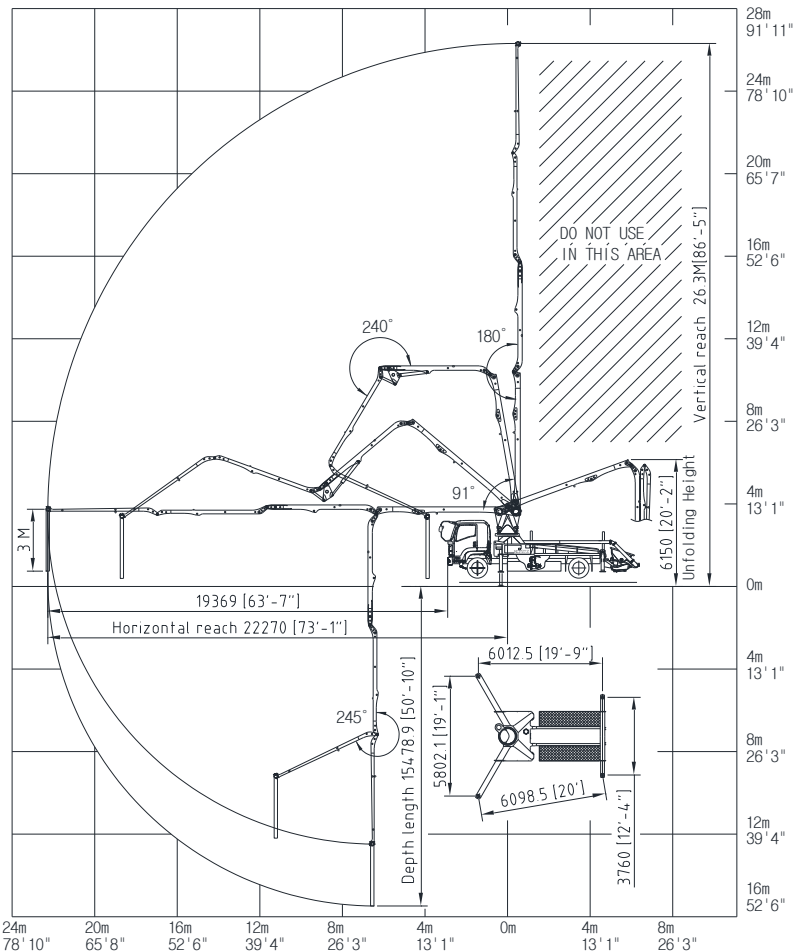 28m
91'11"
24m
78'10"
20m
65'7"
16m
52'6"
12m
39'4"
8m
26'3"
4m
13'1"
0m
4m
13'1"
8m
26'3"
12m
39'4"
16m
52'6"
DO NOT USE
IN THIS AREA
Vertical reach 26.3M[86'-5"]
240°
180°
91°
6150 [20'-2"]
Unfolding Height
3 M
19369 [63'-7"]
Horizontal reach 22270 [73'-1"]
245°
Depth length 15478.9 [50'-10"]
6012.5 [19'-9"]
5802.1 [19'-1"]
6098.5 [20']
3760 [12'-4"]
24m
78'10"
20m
65'8"
16m
52'6"
12m
39'4"
8m
26'3"
4m
13'1"
0m
4m
13'1"
8m
26'3"